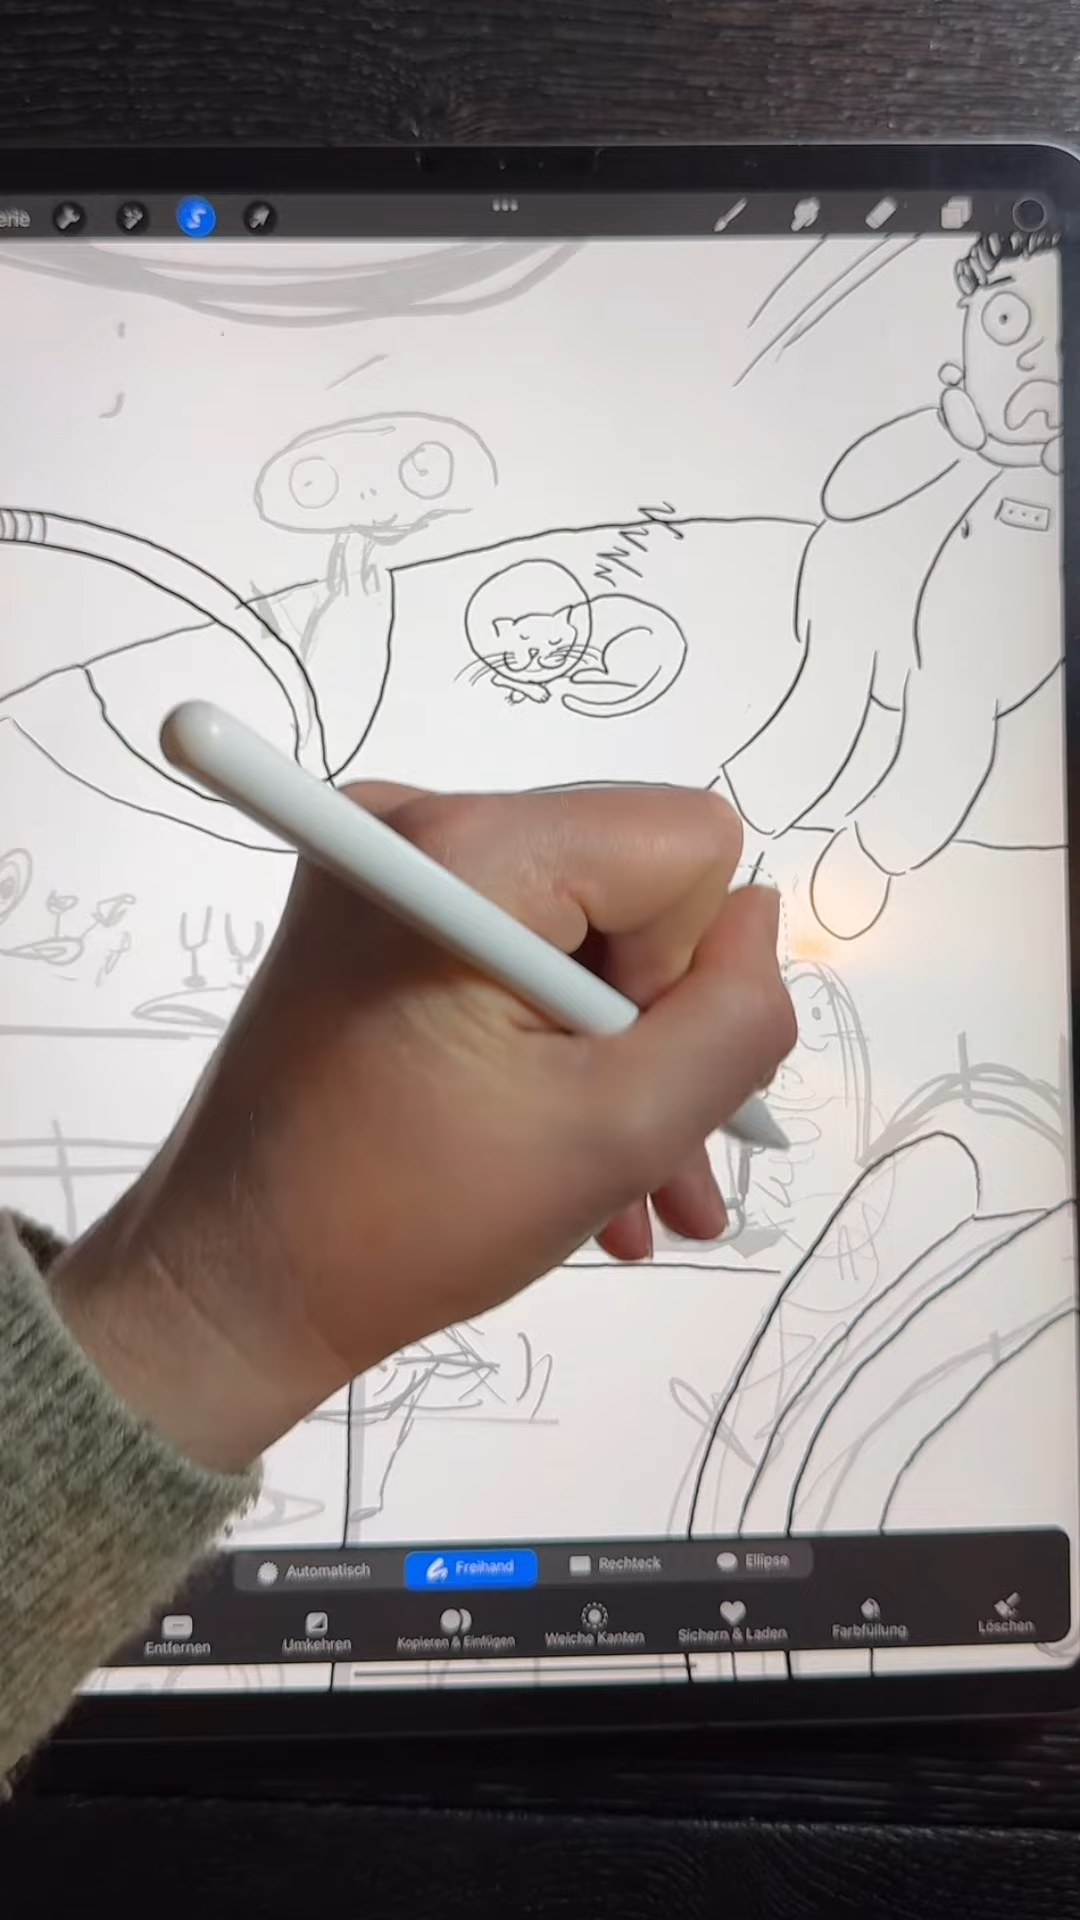 erie
Automatisch
Freihand
Rechteck
Ellipse
Entfernen
Umkehren
Kopieren & Einfügen
Weiche Kanten
Sichern & Laden
Farbfüllung
Löschen